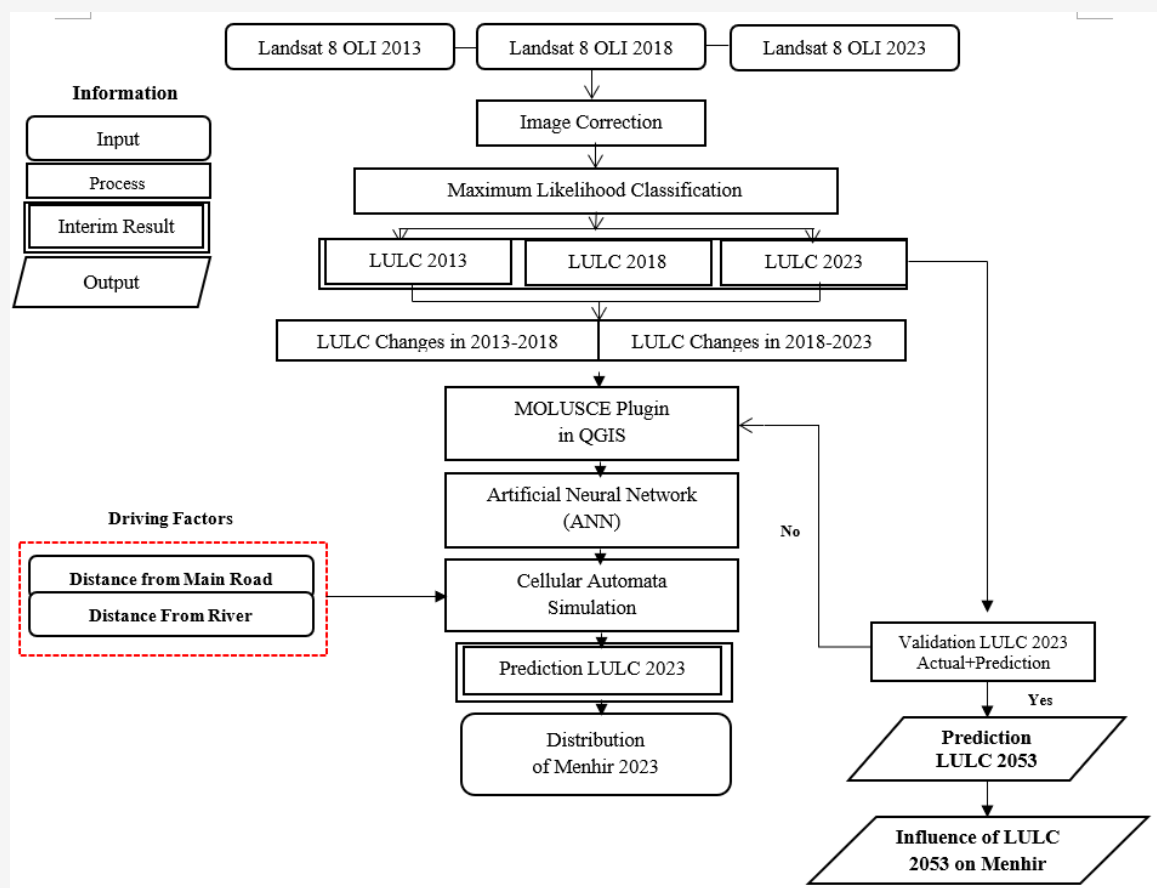 Landsat 8 OLI 2013
Landsat 8 OLI 2018
Landsat 8 OLI 2023
Information
Input
Process
Interim Result
Output
Image Correction
Maximum Likelihood Classification
LULC 2013
LULC 2018
LULC 2023
LULC Changes in 2013-2018
LULC Changes in 2018-2023
MOLUSCE Plugin
in QGIS
Artificial Neural Network
(ANN)
No
Driving Factors
Distance from Main Road
Distance From River
Cellular Automata
Simulation
Prediction LULC 2023
Distribution
of Menhir 2023
Validation LULC 2023
Actual+Prediction
Yes
Prediction
LULC 2053
Influence of LULC
2053 on Menhir